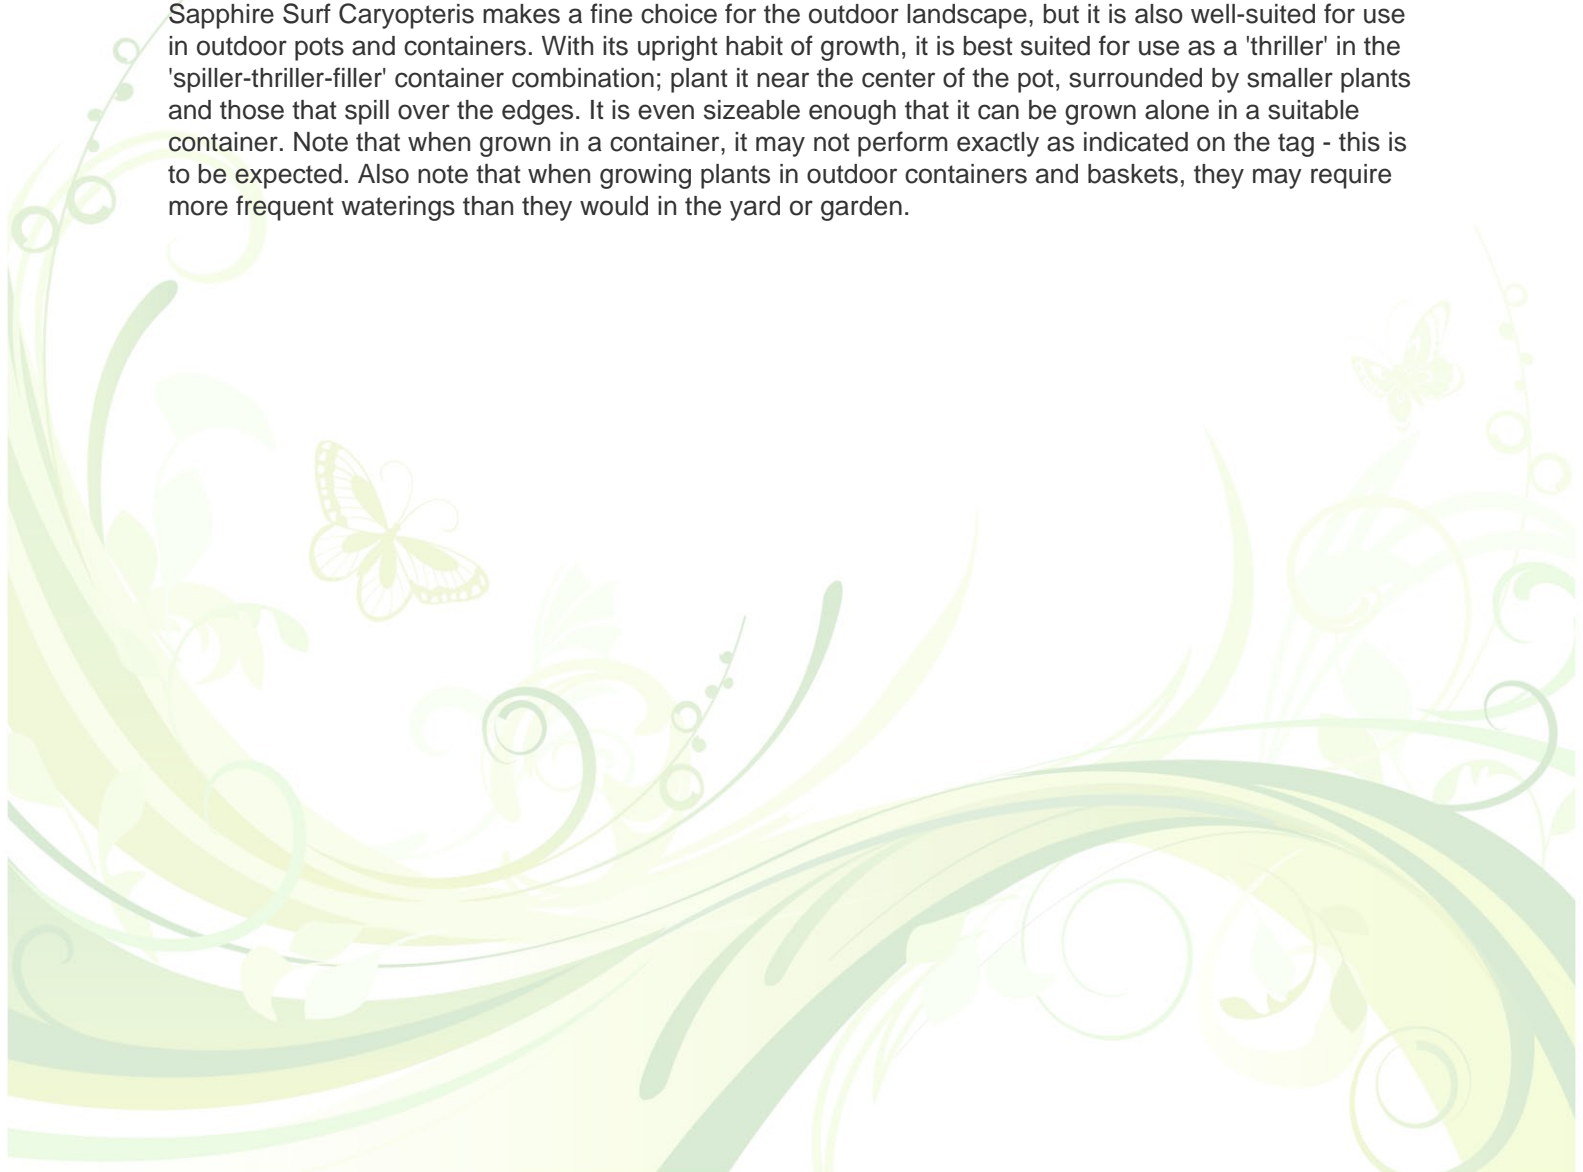 Sapphire Surf Caryopteris makes a fine choice for the outdoor landscape, but it is also well-suited for use
in outdoor pots and containers. With its upright habit of growth, it is best suited for use as a 'thriller' in the
'spiller-thriller-filler' container combination; plant it near the center of the pot, surrounded by smaller plants
and those that spill over the edges. It is even sizeable enough that it can be grown alone in a suitable
container. Note that when grown in a container, it may not perform exactly as indicated on the tag - this is
to be expected. Also note that when growing plants in outdoor containers and baskets, they may require
more frequent waterings than they would in the yard or garden.